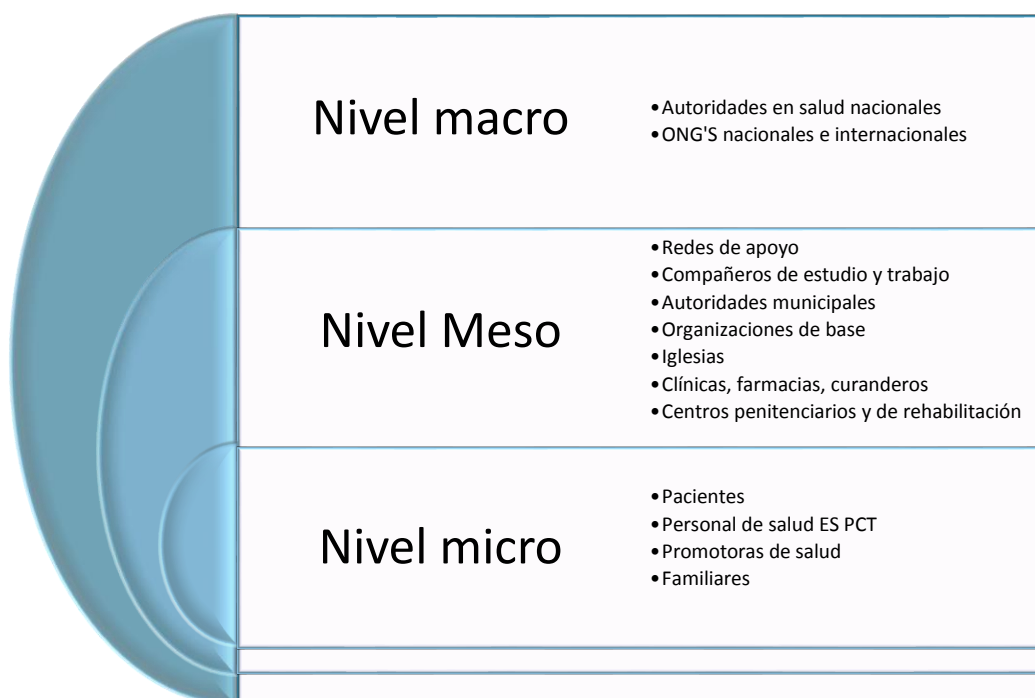 Nivel macro
•Autoridades en salud nacionales
•ONG'S nacionales e internacionales
Nivel Meso
•Redes de apoyo
•Compañeros de estudio y trabajo
•Autoridades municipales
•Organizaciones de base
•Iglesias
•Clínicas, farmacias, curanderos
•Centros penitenciarios y de rehabilitación
Nivel micro
•Pacientes
•Personal de salud ES PCT
•Promotoras de salud
•Familiares